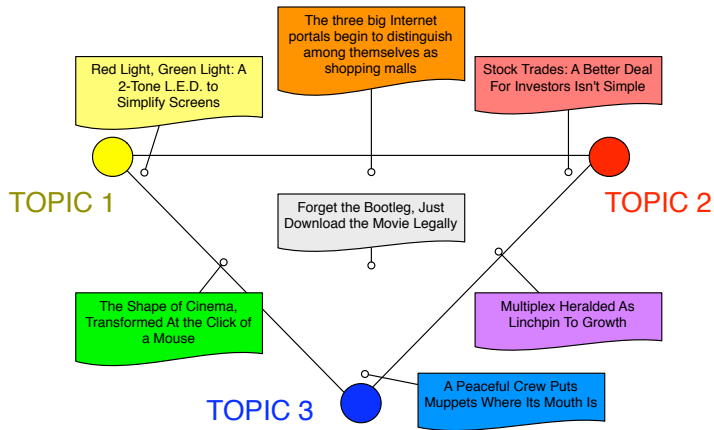 The three big Internet
portals begin to distinguish
among themselves as
shopping malls
Red Light, Green Light: A
2-Tone L.E.D. to
Simplify Screens
Stock Trades: A Better Deal
For Investors Isn't Simple
TOPIC 1
TOPIC 2
Forget the Bootleg, Just
Download the Movie Legally
The Shape of Cinema,
Transformed At the Click of
a Mouse
Multiplex Heralded As
Linchpin To Growth
TOPIC 3
A Peaceful Crew Puts
Muppets Where Its Mouth Is